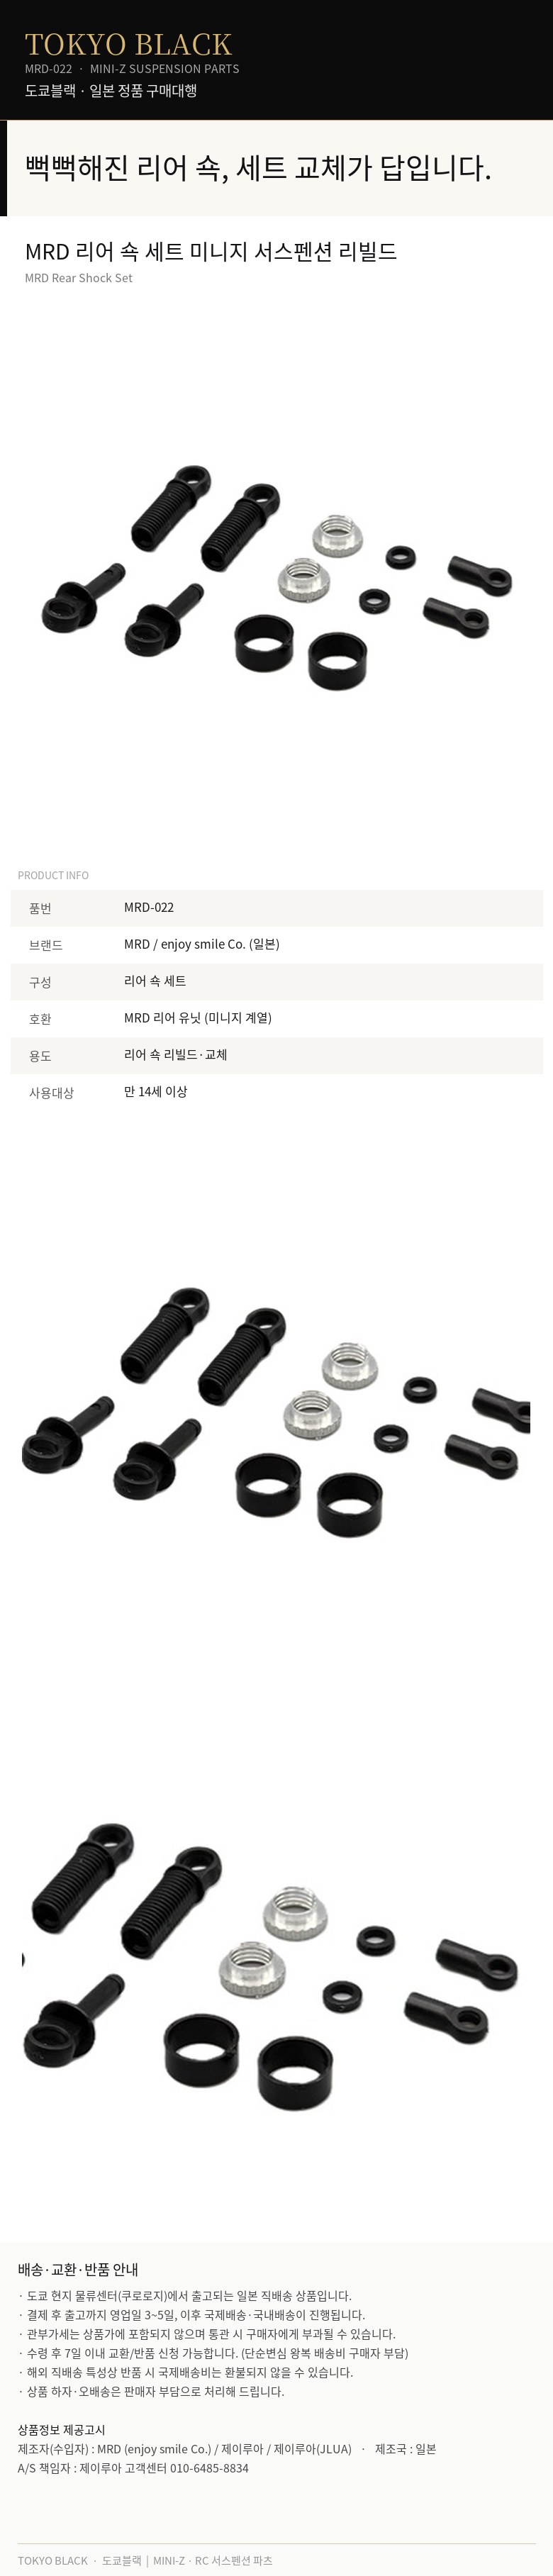 TOKYO BLACK
MRD-022 · MINI-Z SUSPENSION PARTS
도쿄블랙 · 일본 정품 구매대행
뻑뻑해진 리어 쇽, 세트 교체가 답입니다.
MRD 리어 쇽 세트 미니지 서스펜션 리빌드
MRD Rear Shock Set
PRODUCT INFO
품번 MRD-022
브랜드 MRD / enjoy smile Co. (일본)
구성 리어 쇽 세트
호환 MRD 리어 유닛 (미니지 계열)
용도 리어 쇽 리빌드·교체
사용대상 만 14세 이상
배송·교환·반품 안내
· 도쿄 현지 물류센터(쿠로로지)에서 출고되는 일본 직배송 상품입니다.
· 결제 후 출고까지 영업일 3~5일, 이후 국제배송·국내배송이 진행됩니다.
· 관부가세는 상품가에 포함되지 않으며 통관 시 구매자에게 부과될 수 있습니다.
· 수령 후 7일 이내 교환/반품 신청 가능합니다. (단순변심 왕복 배송비 구매자 부담)
· 해외 직배송 특성상 반품 시 국제배송비는 환불되지 않을 수 있습니다.
· 상품 하자·오배송은 판매자 부담으로 처리해 드립니다.
상품정보 제공고시
제조자(수입자) : MRD (enjoy smile Co.) / 제이루아 / 제이루아(JLUA) · 제조국 : 일본
A/S 책임자 : 제이루아 고객센터 010-6485-8834
TOKYO BLACK · 도쿄블랙 | MINI-Z · RC 서스펜션 파츠